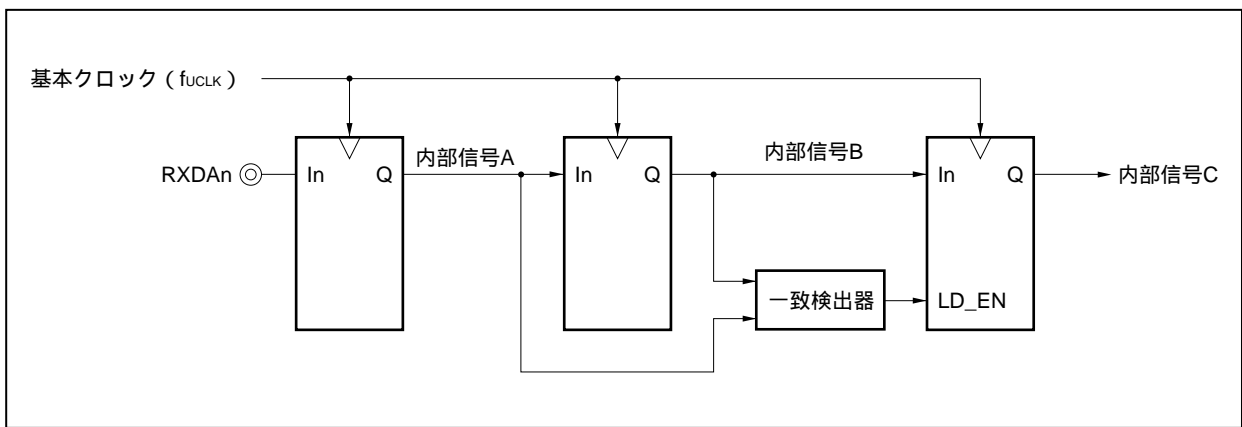 基本クロック（fUCLK）
内部信号A
内部信号B
RXDAn
In
Q
In
Q
In
Q
内部信号C
一致検出器
LD_EN